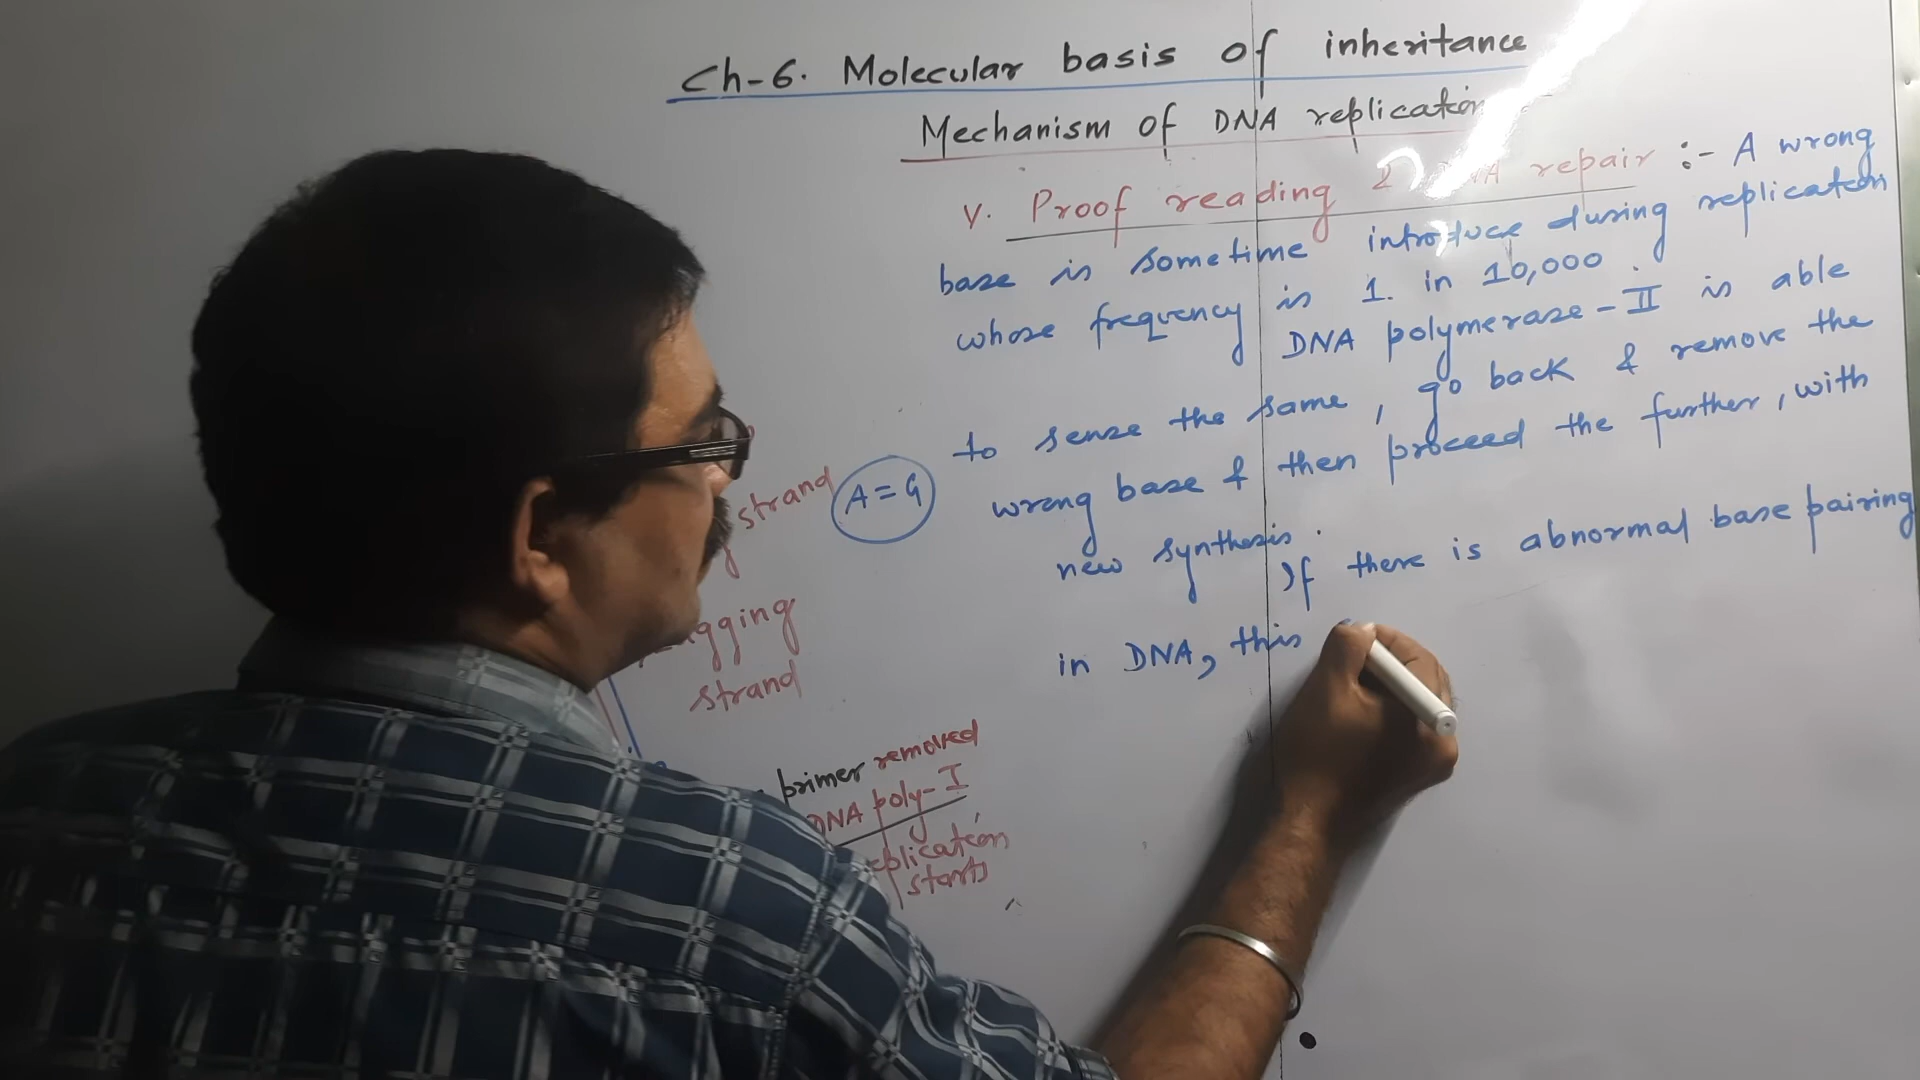 Ch-6. Molecular basis of inheritance
Mechanism of DNA replication
V. Proof reading & DNA repair :- A wrong
base is sometime introduce during replication
whose frequency is 1. in 10,000.
DNA polymerase-II is able
to sense the same, go back & remove the
wrong base & then proceed the further, with
new synthesis.
If there is abnormal base pairing
in DNA, this
strand
A=G
gging
strand
primer removed
DNA poly-I
plication
starts